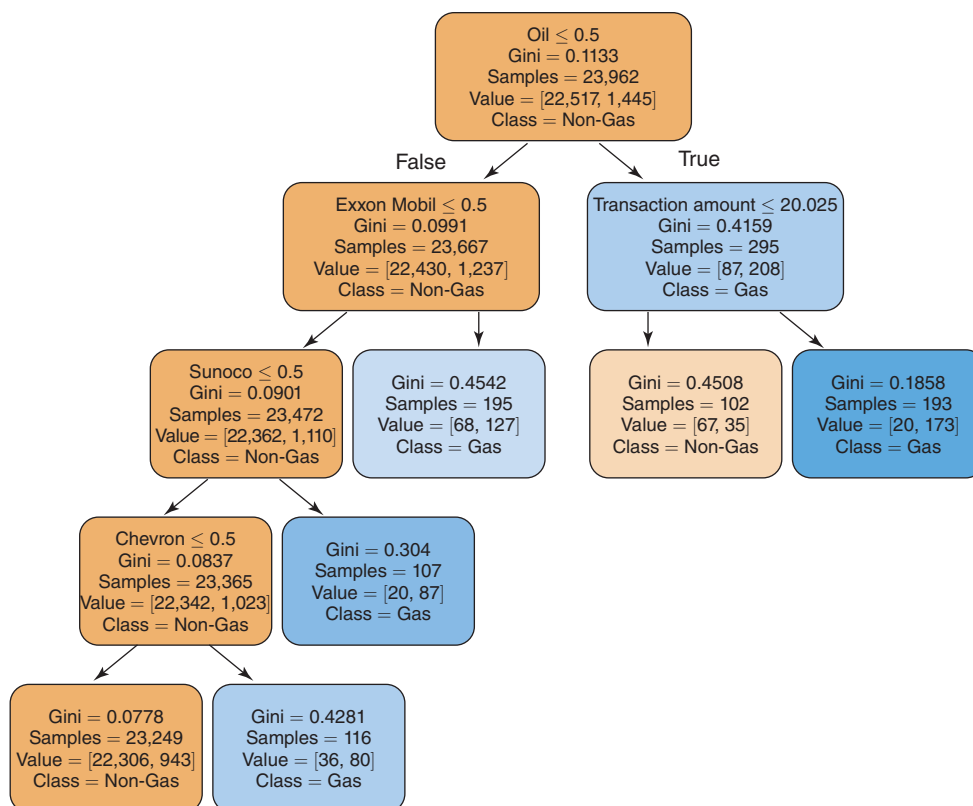 Oil ≤ 0.5
Gini = 0.1133
Samples = 23,962
Value = [22,517, 1,445]
Class = Non-Gas
False
True
Exxon Mobil ≤ 0.5
Gini = 0.0991
Samples = 23,667
Value = [22,430, 1,237]
Class = Non-Gas
Transaction amount ≤ 20.025
Gini = 0.4159
Samples = 295
Value = [87, 208]
Class = Gas
Sunoco ≤ 0.5
Gini = 0.0901
Samples = 23,472
Value = [22,362, 1,110]
Class = Non-Gas
Gini = 0.4542
Samples = 195
Value = [68, 127]
Class = Gas
Gini = 0.4508
Samples = 102
Value = [67, 35]
Class = Non-Gas
Gini = 0.1858
Samples = 193
Value = [20, 173]
Class = Gas
Chevron ≤ 0.5
Gini = 0.0837
Samples = 23,365
Value = [22,342, 1,023]
Class = Non-Gas
Gini = 0.304
Samples = 107
Value = [20, 87]
Class = Gas
Gini = 0.0778
Samples = 23,249
Value = [22,306, 943]
Class = Non-Gas
Gini = 0.4281
Samples = 116
Value = [36, 80]
Class = Gas